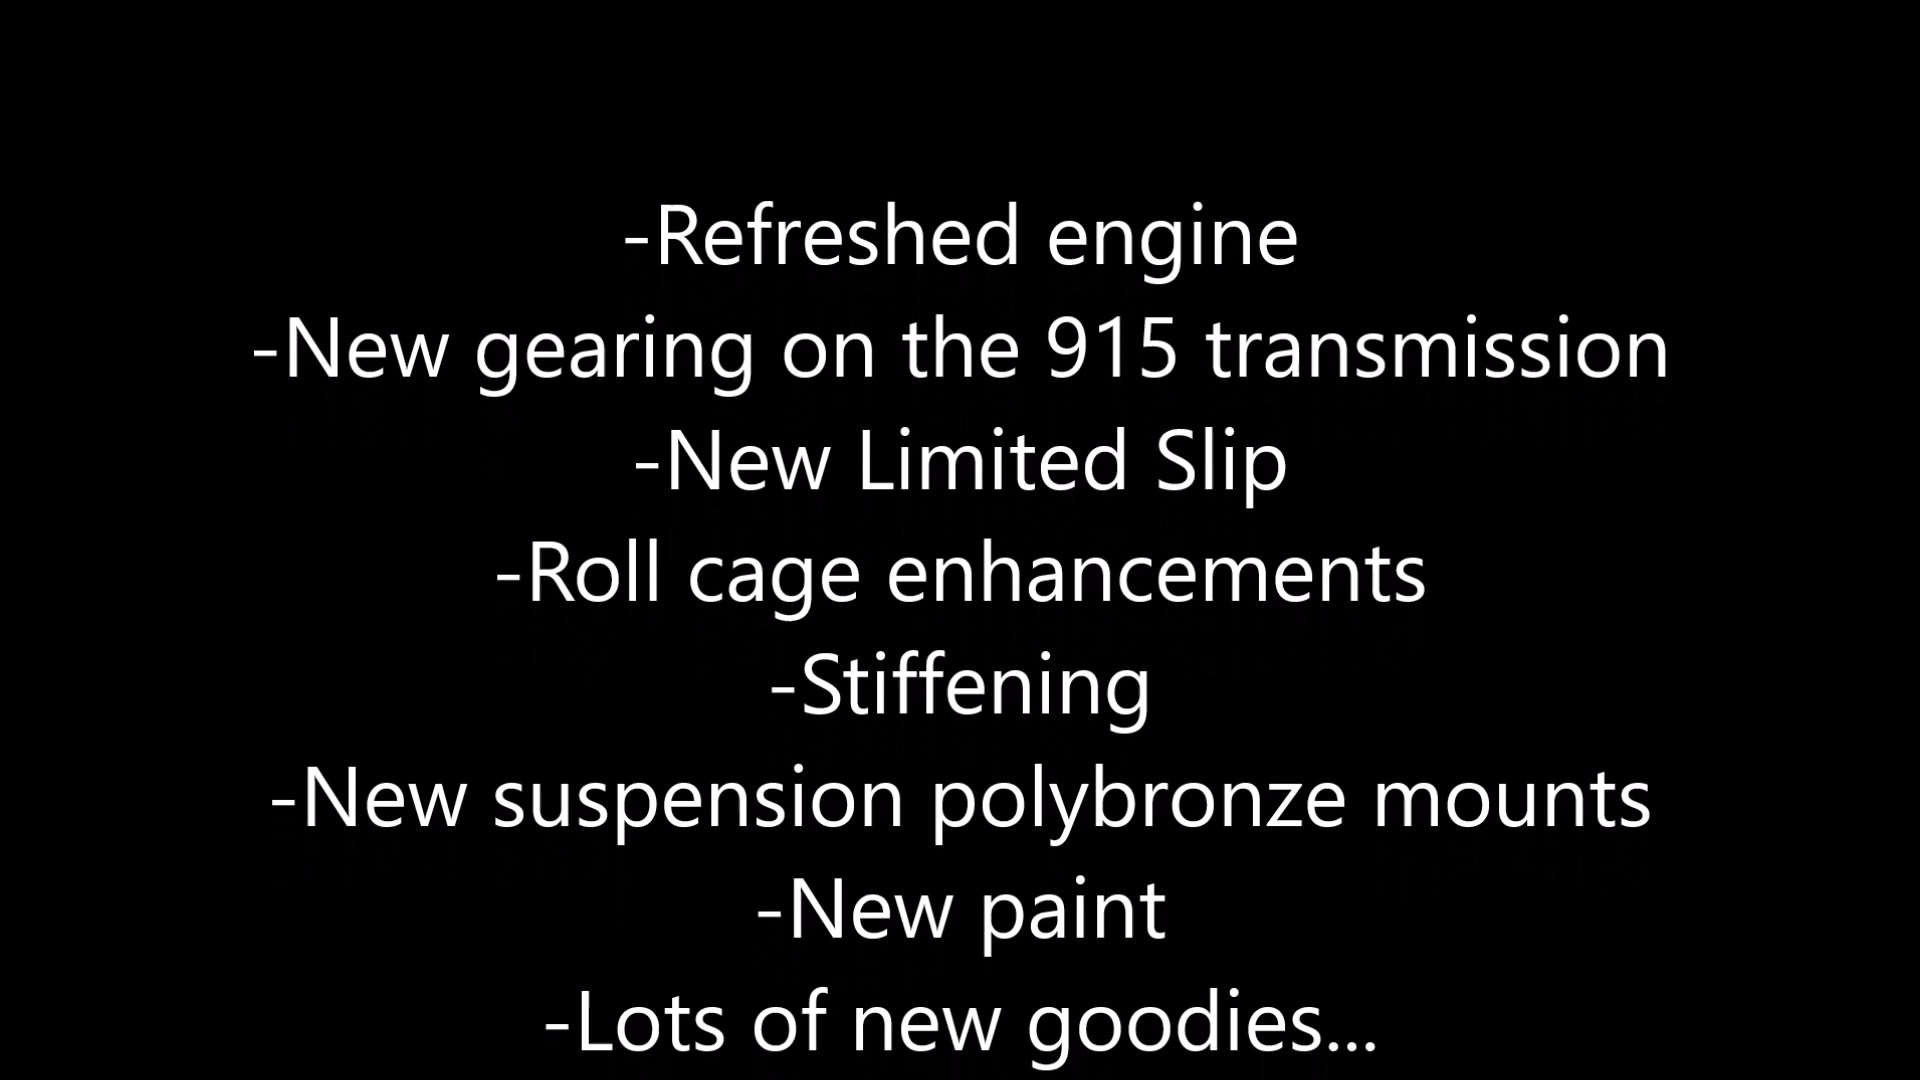 -Refreshed engine
-New gearing on the 915 transmission
-New Limited Slip
-Roll cage enhancements
-Stiffening
-New suspension polybronze mounts
-New paint
-Lots of new goodies...